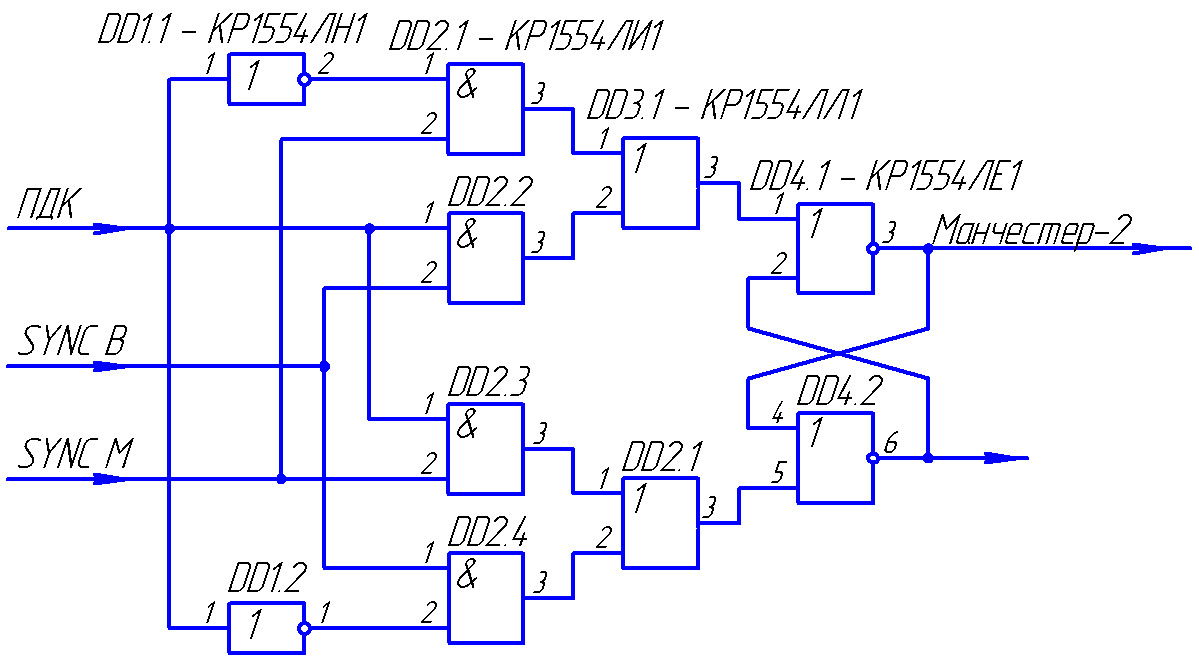 DD1.1 – КР1554ЛН1
DD2.1 – КР1554ЛИ1
1
1
2
1
2
&
3
DD3.1 – КР1554ЛЛ1
1
2
1
3
DD4.1 – КР1554ЛЕ1
1
2
1
3
Манчестер-2
ПДК
DD2.2
1
2
&
3
SYNC В
SYNC М
DD2.3
1
2
&
3
DD2.1
1
2
1
3
DD4.2
4
5
1
6
DD2.4
1
2
&
3
DD1.2
1
1
1